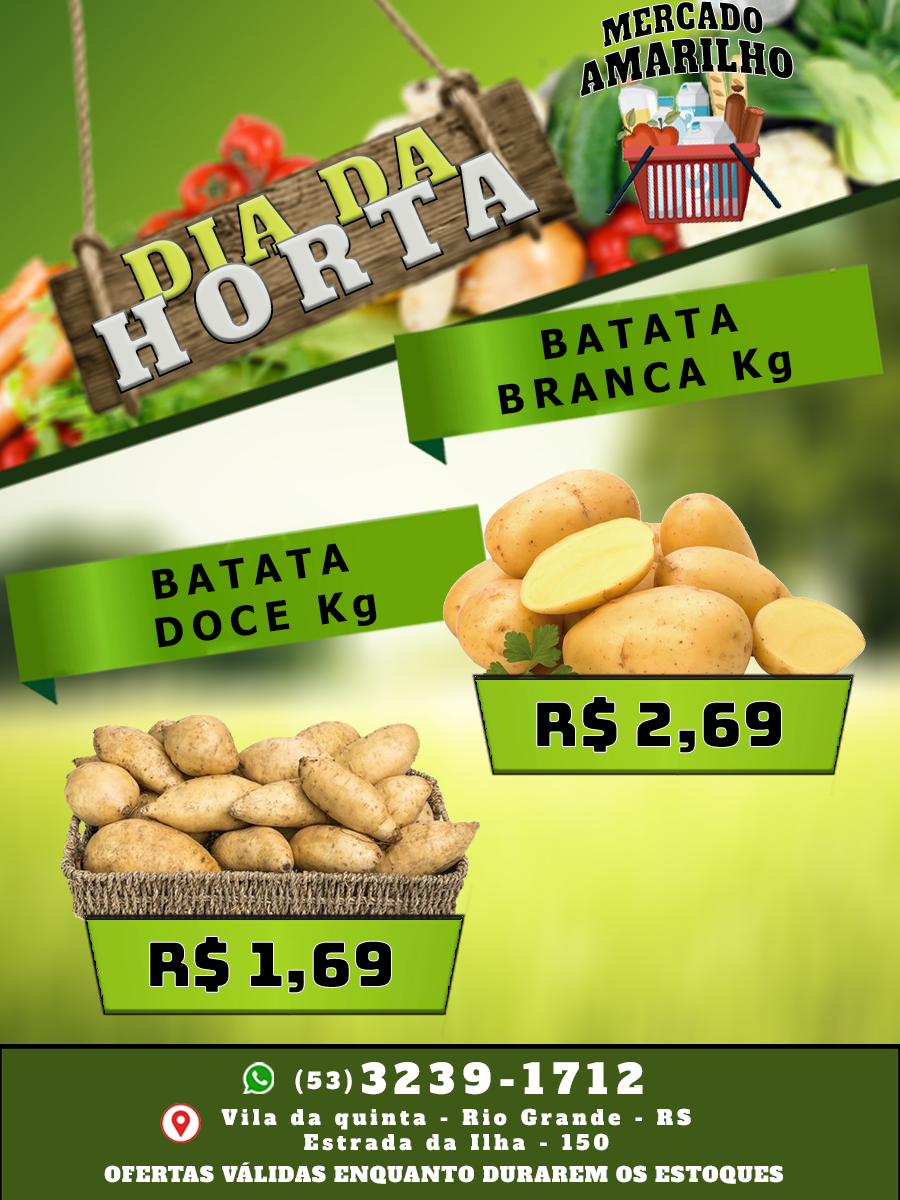 MERCADO
AMARILHO
DIA DA
HORTA
BATATA
BRANCA Kg
BATATA
DOCE Kg
R$ 2,69
R$ 1,69
(53) 3239-1712
Vila da quinta - Rio Grande - RS
Estrada da Ilha - 150
OFERTAS VÁLIDAS ENQUANTO DURAREM OS ESTOQUES